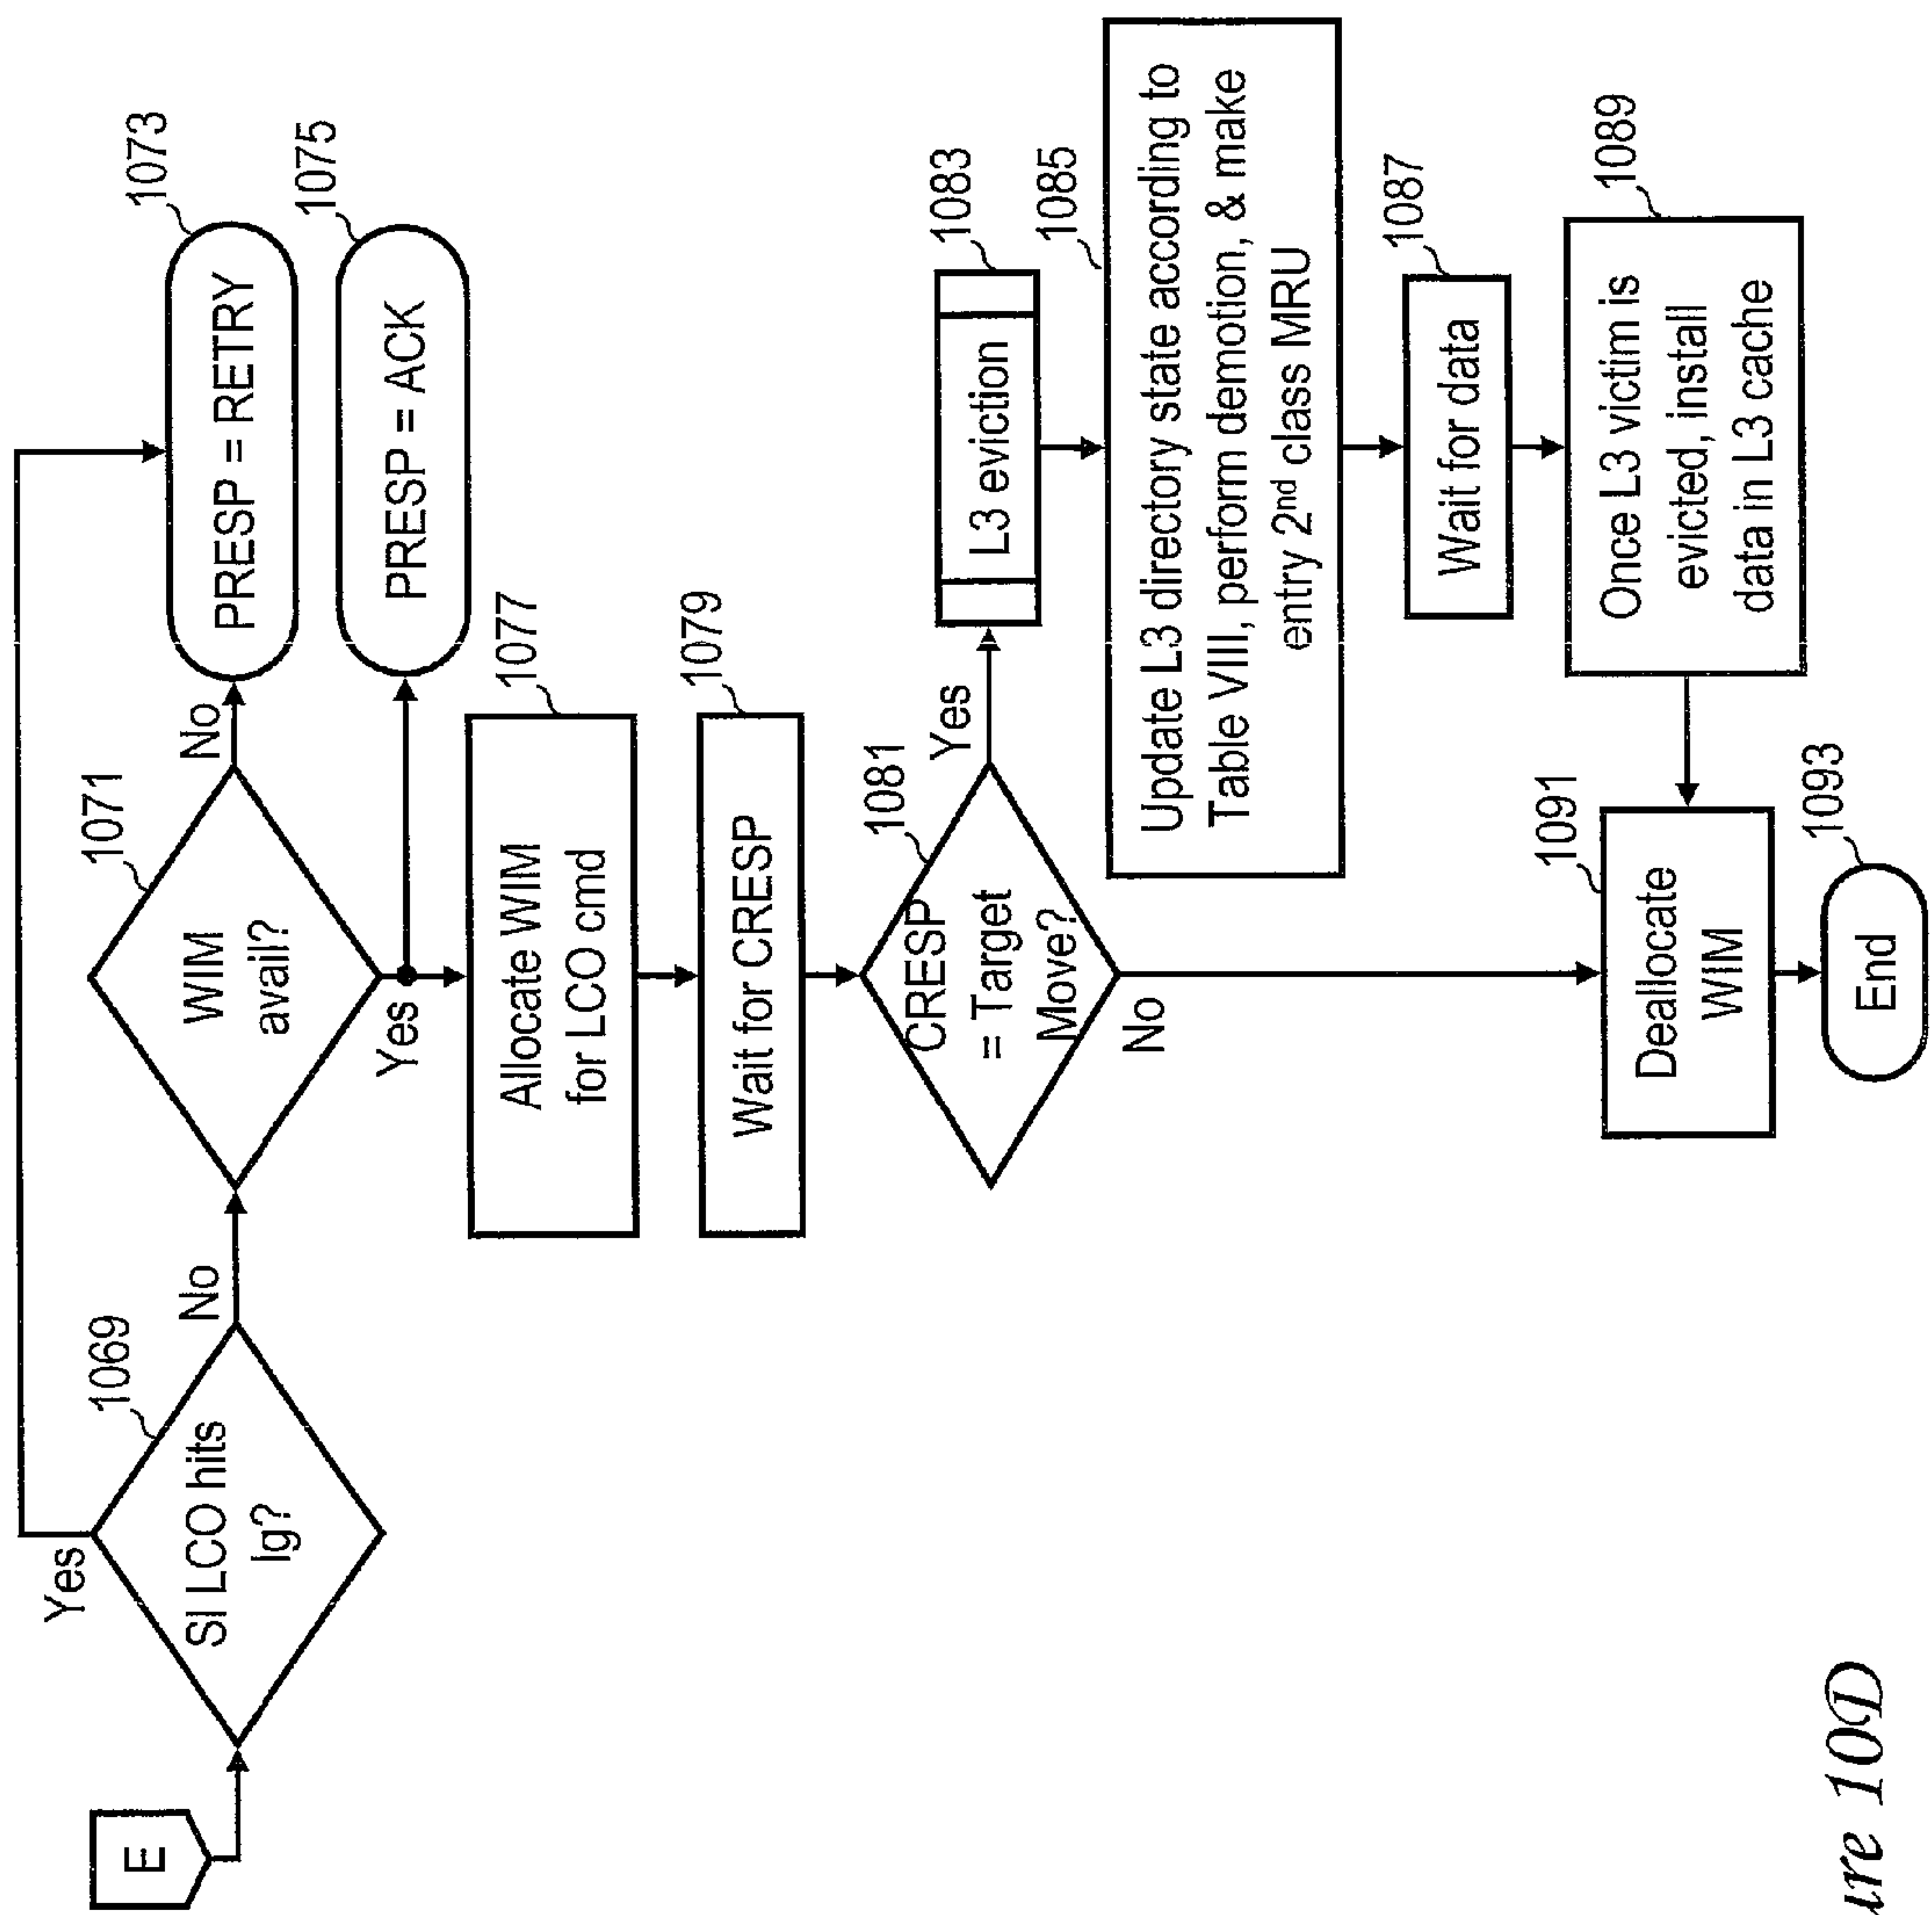 E
Yes
1069
SI LCO hits
Ig?
No
1071
WIM
avail?
No
1073
PRESP = RETRY
1075
PRESP = ACK
Yes
1077
Allocate WIM
for LCO cmd
1079
Wait for CRESP
1081
CRESP
= Target
Move?
Yes
No
1083
L3 eviction
1085
Update L3 directory state according to
Table VIII, perform demotion, & make
entry 2nd class MRU
1087
Wait for data
1089
Once L3 victim is
evicted, install
data in L3 cache
1091
Deallocate
WIM
1093
End
ure 10D